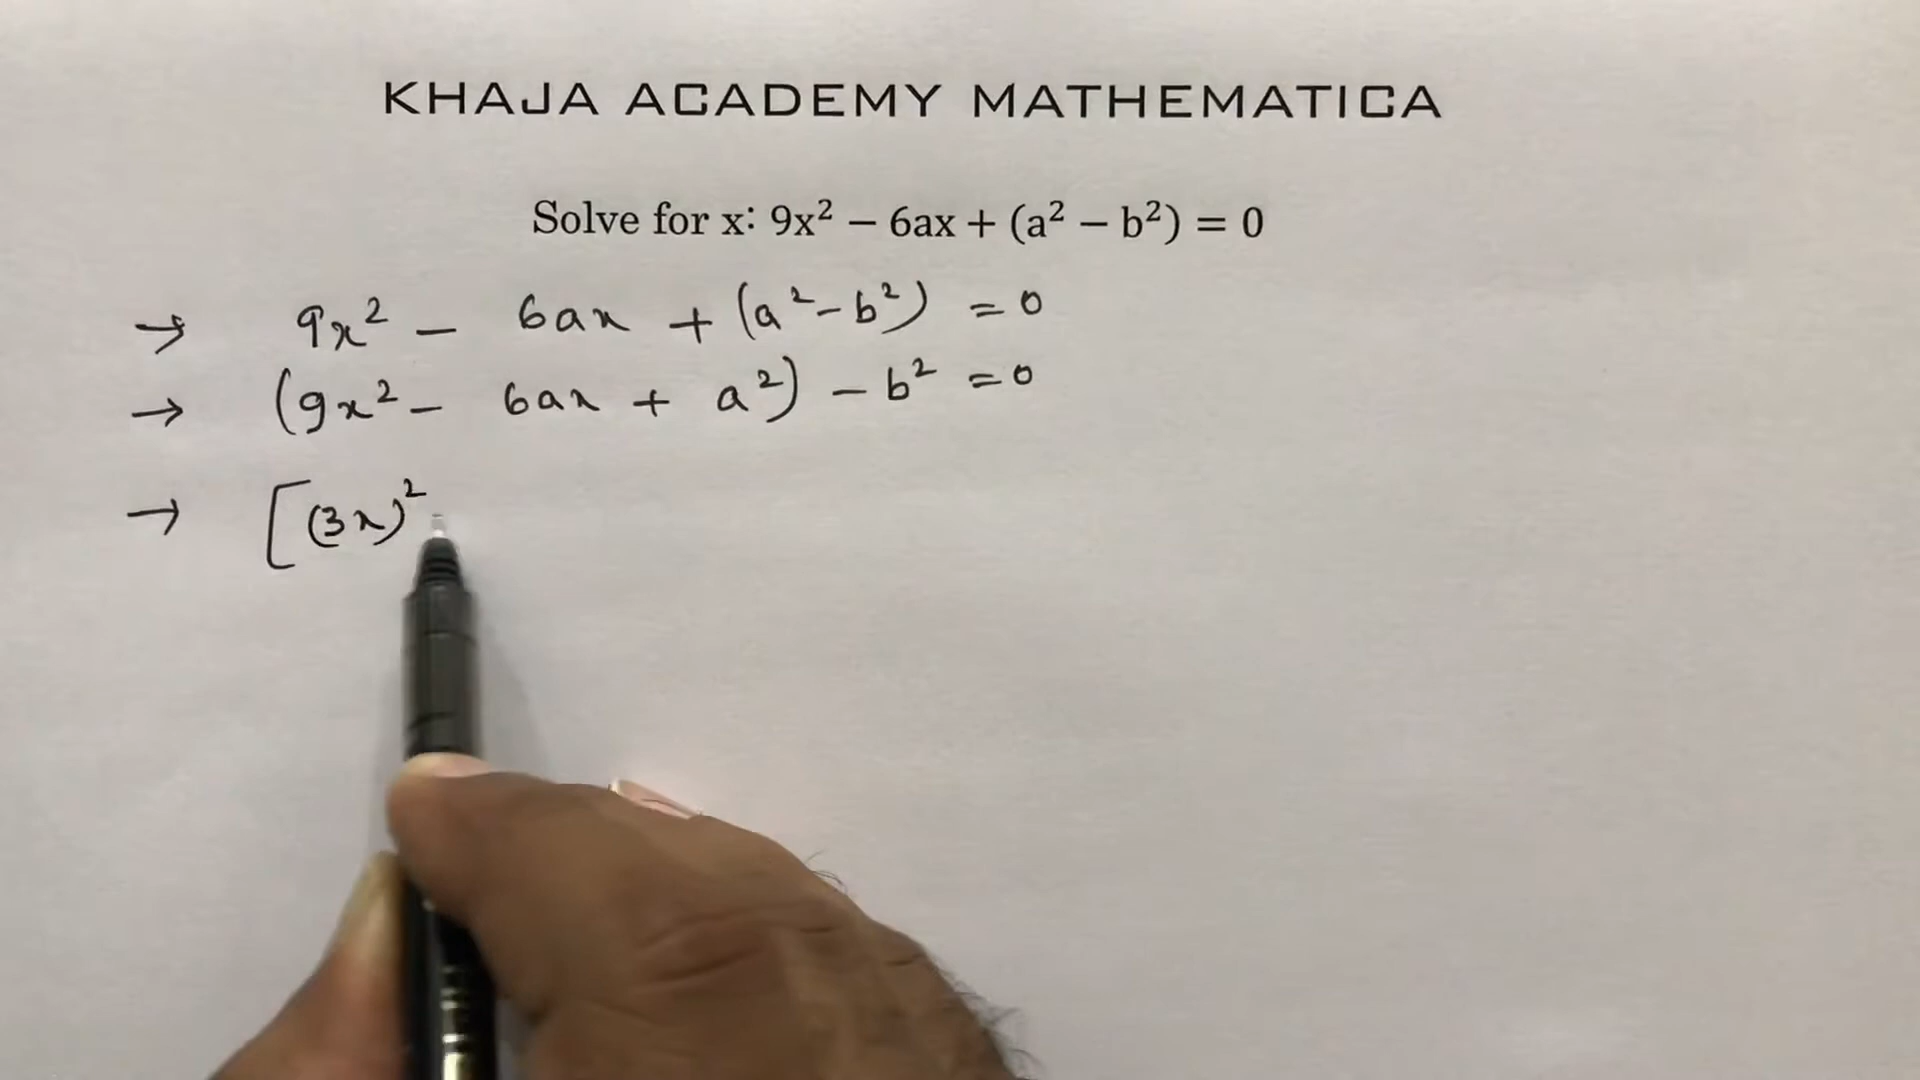 KHAJA ACADEMY MATHEMATICA
Solve for x: 9x² − 6ax + (a² − b²) = 0
→ 9x² − 6ax + (a² − b²) = 0
→ (9x² − 6ax + a²) − b² = 0
→ [(3x)²